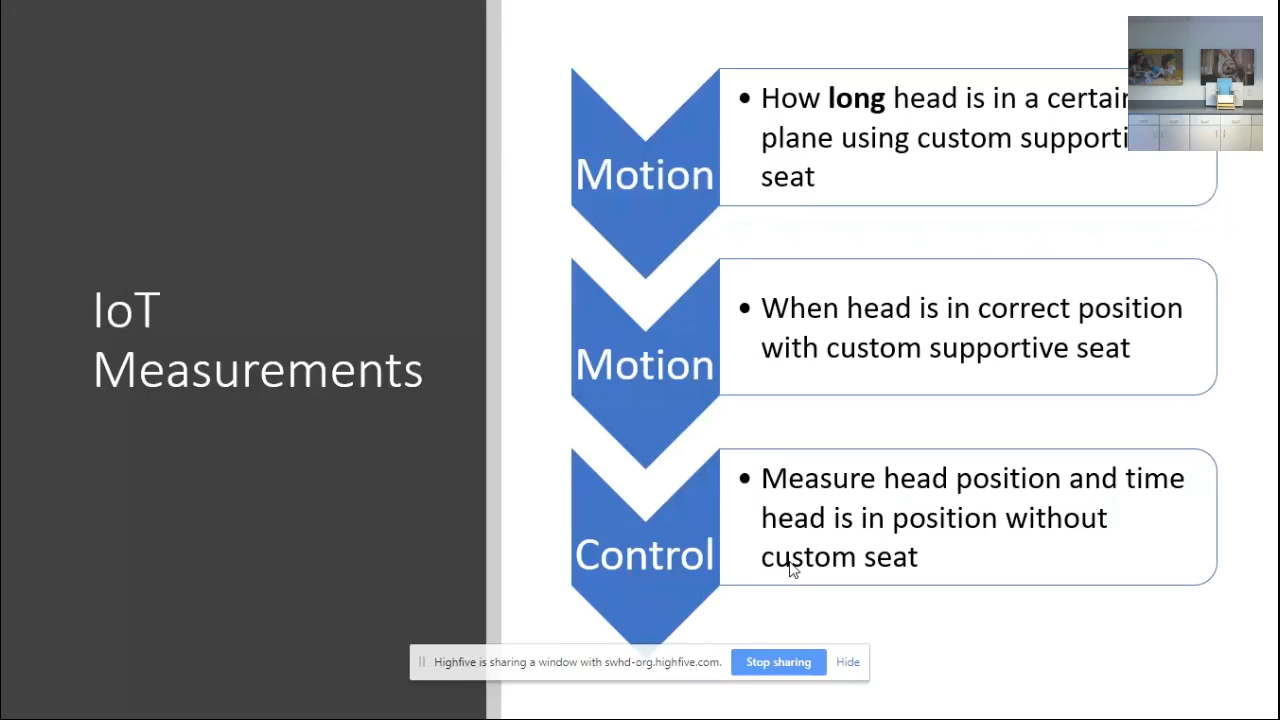 IoT
Measurements
Motion
• How long head is in a certain
plane using custom supporti
seat
Motion
• When head is in correct position
with custom supportive seat
Control
• Measure head position and time
head is in position without
custom seat
Highfive is sharing a window with swhd-org.highfive.com.
Stop sharing
Hide